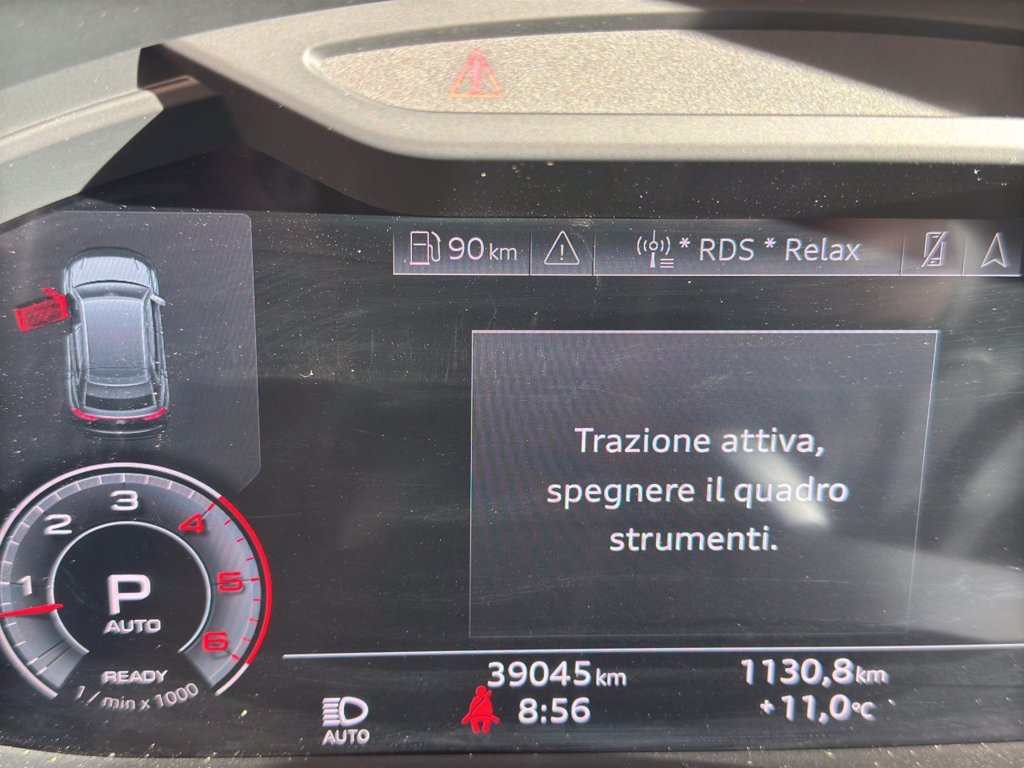 90 km
* RDS * Relax
Trazione attiva,
spegnere il quadro
strumenti.
1 2 3 4 5 6
P
AUTO
READY
1 / min x 1000
AUTO
39045 km
8:56
1130,8 km
+11,0°C